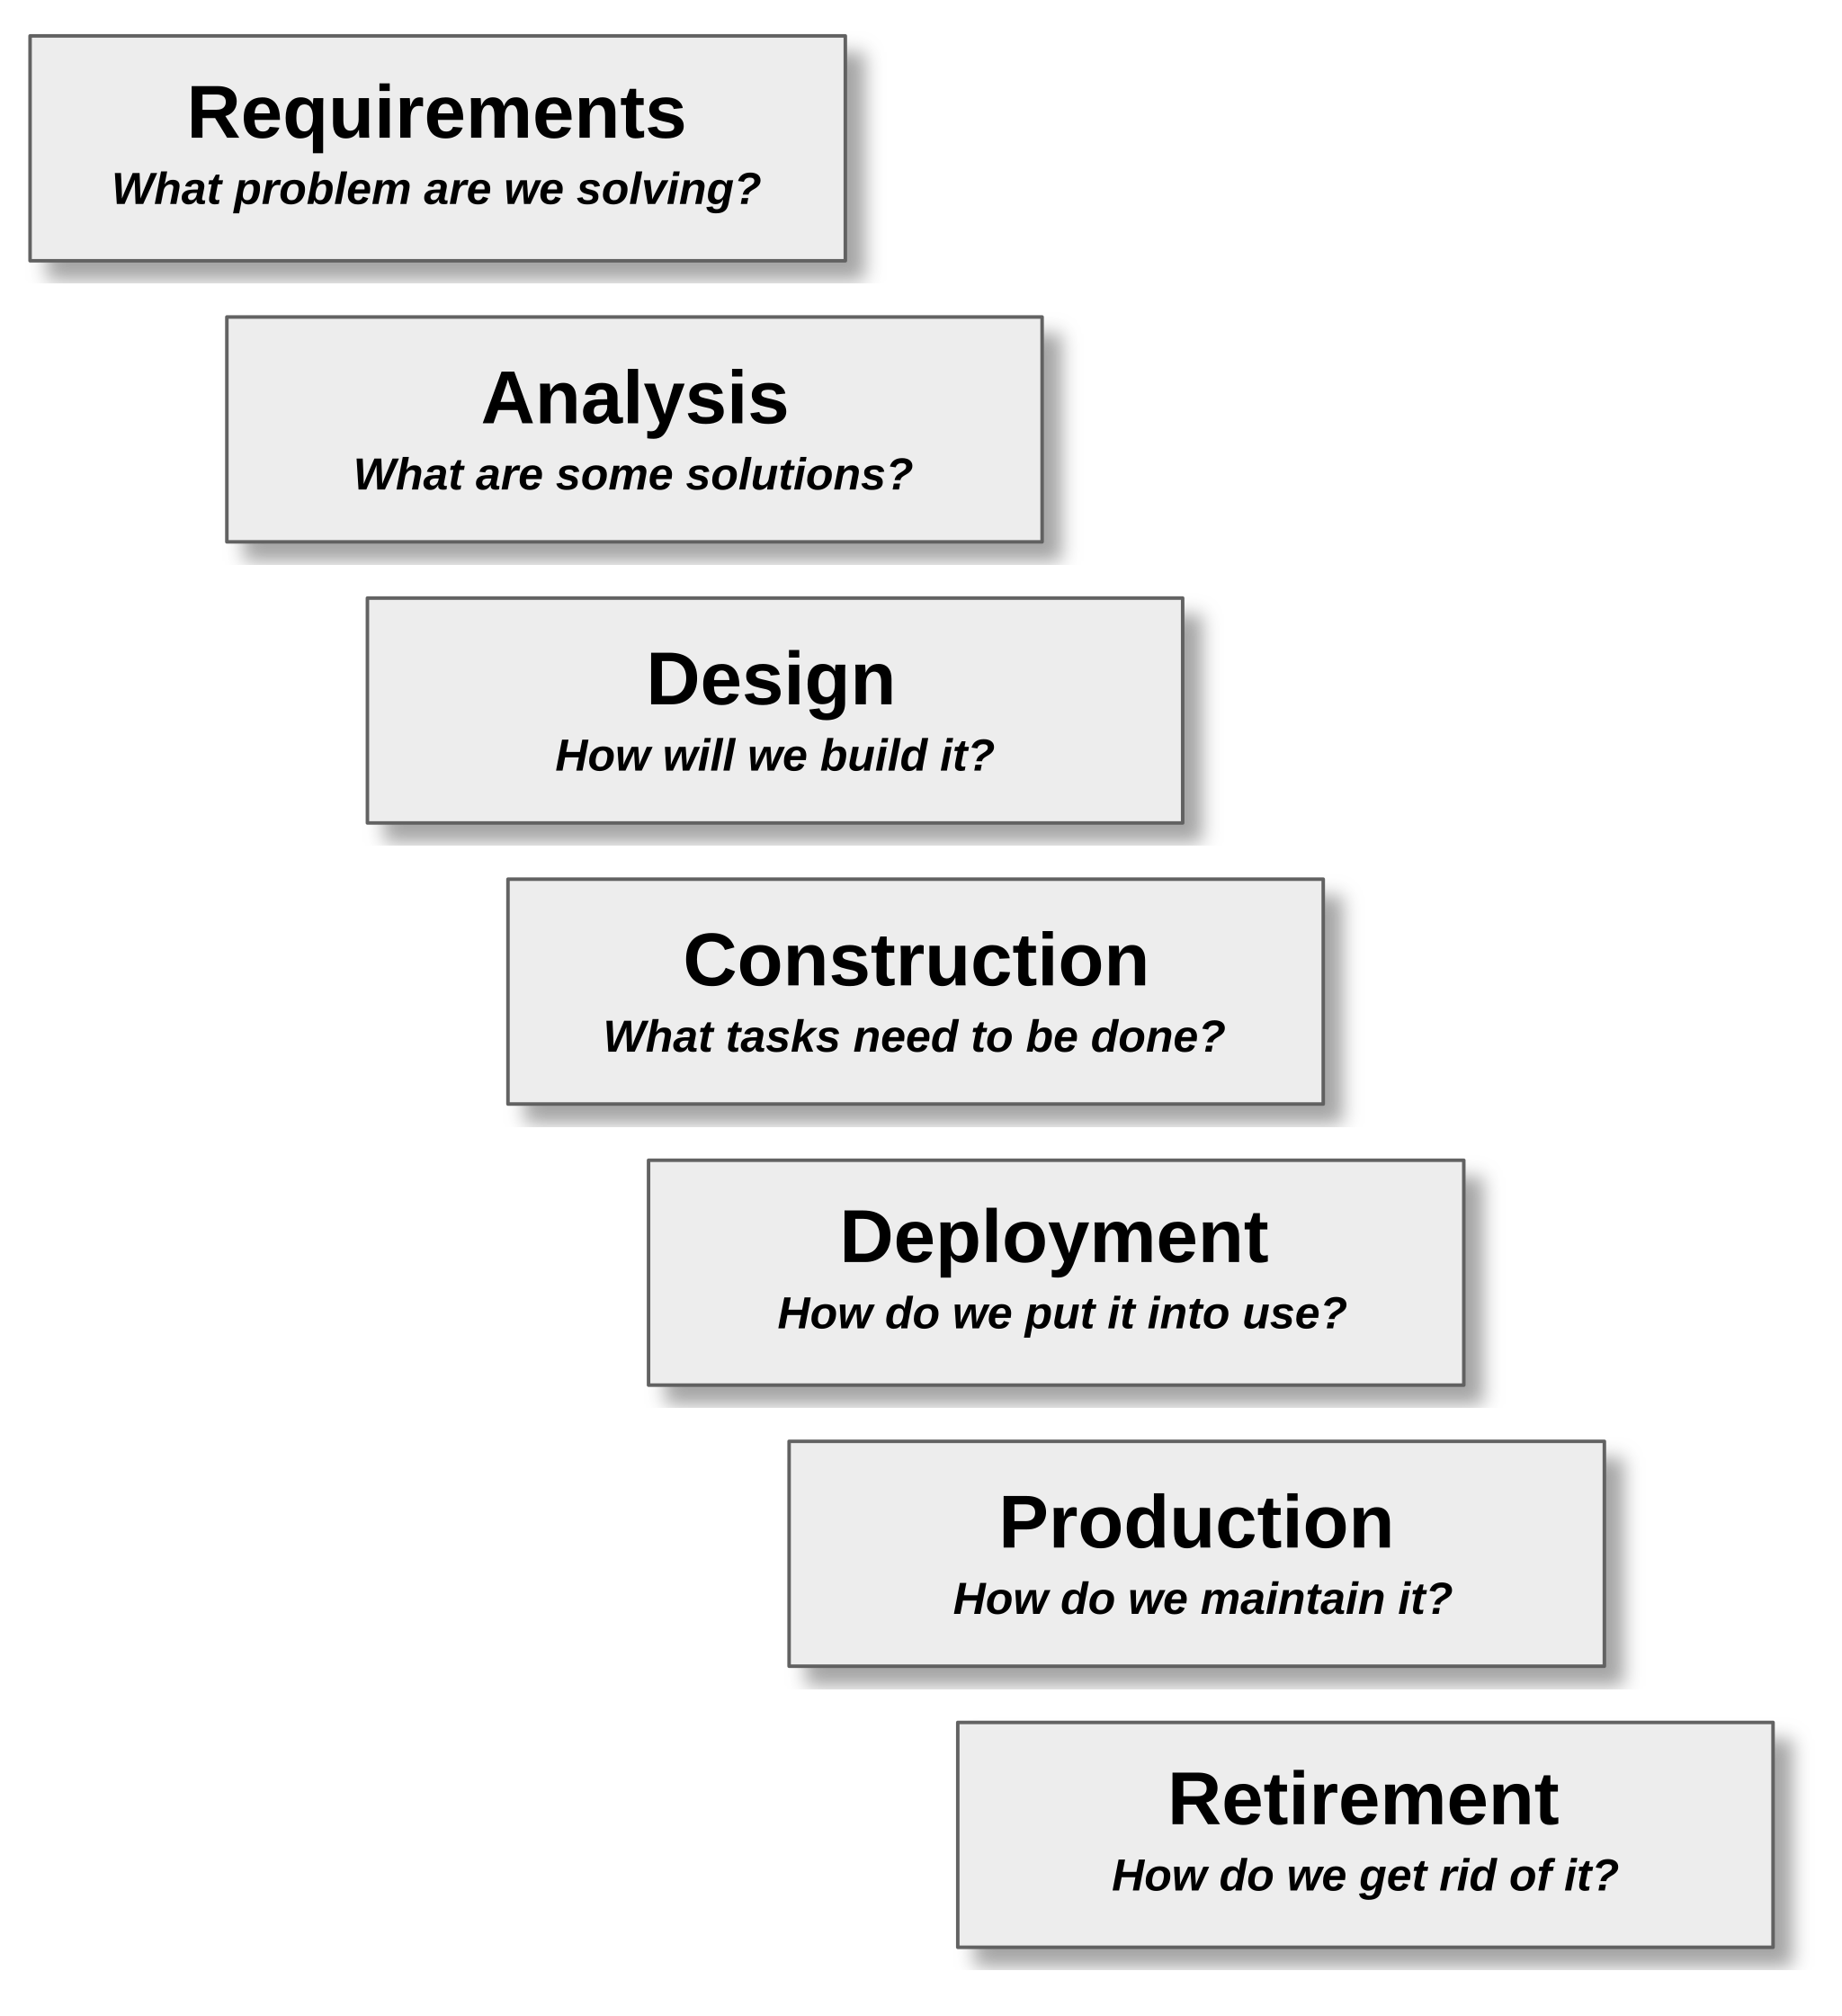 Requirements
What problem are we solving?
Analysis
What are some solutions?
Design
How will we build it?
Construction
What tasks need to be done?
Deployment
How do we put it into use?
Production
How do we maintain it?
Retirement
How do we get rid of it?